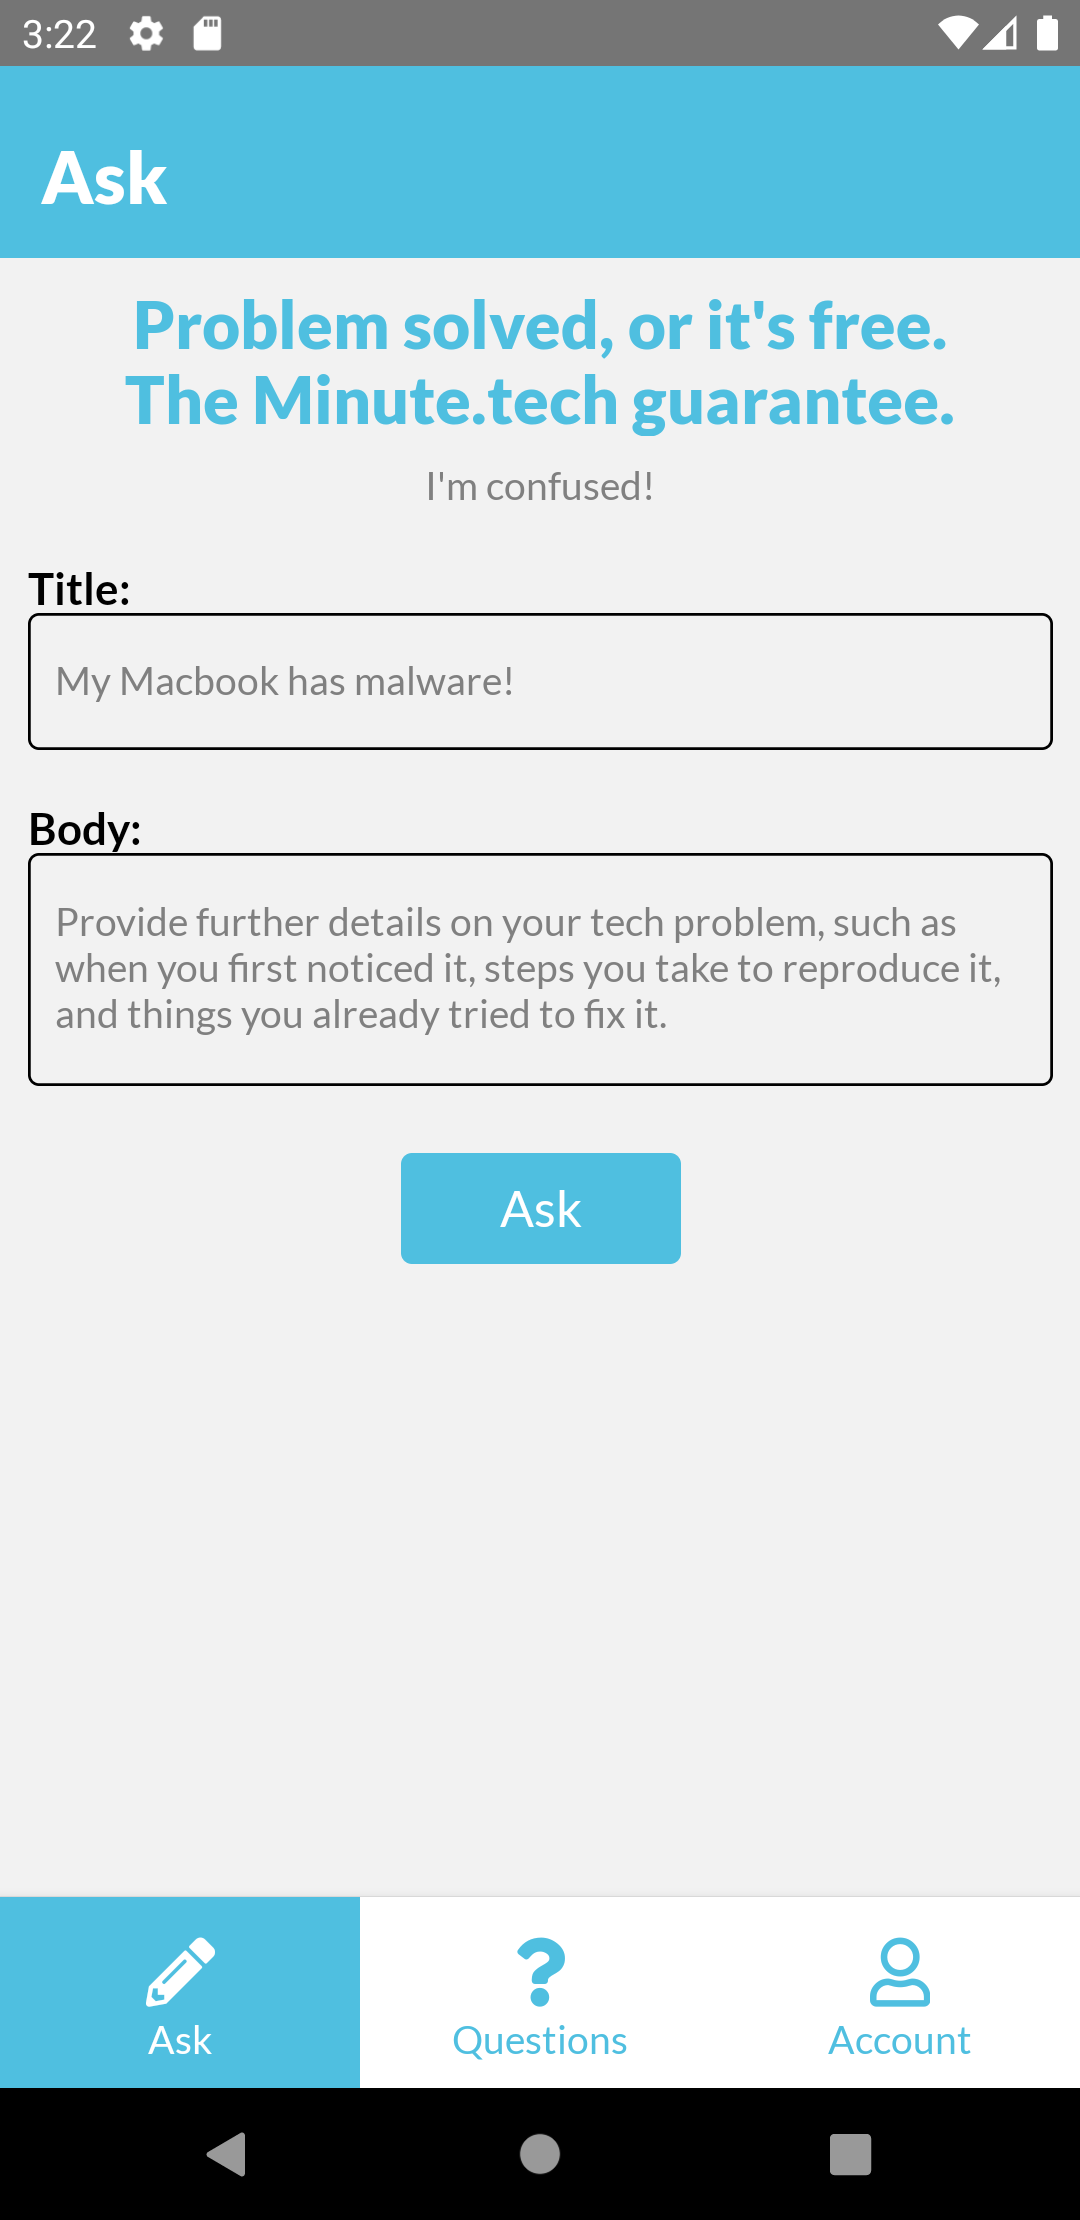 3:22
Ask
Problem solved, or it's free.
The Minute.tech guarantee.
I'm confused!
Title:
My Macbook has malware!
Body:
Provide further details on your tech problem, such as
when you first noticed it, steps you take to reproduce it,
and things you already tried to fix it.
Ask
Ask
Questions
Account